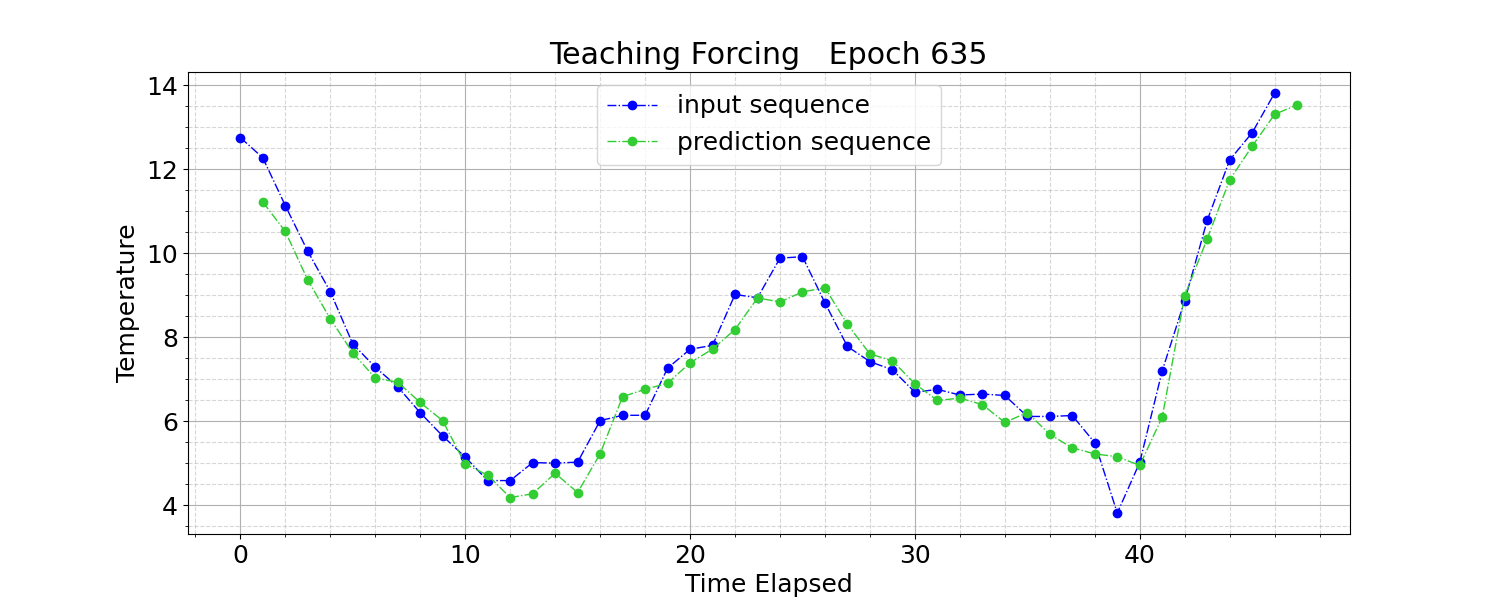 Teaching Forcing   Epoch 635
input sequence
prediction sequence
14
12
10
8
6
4
Temperature
0
10
20
30
40
Time Elapsed